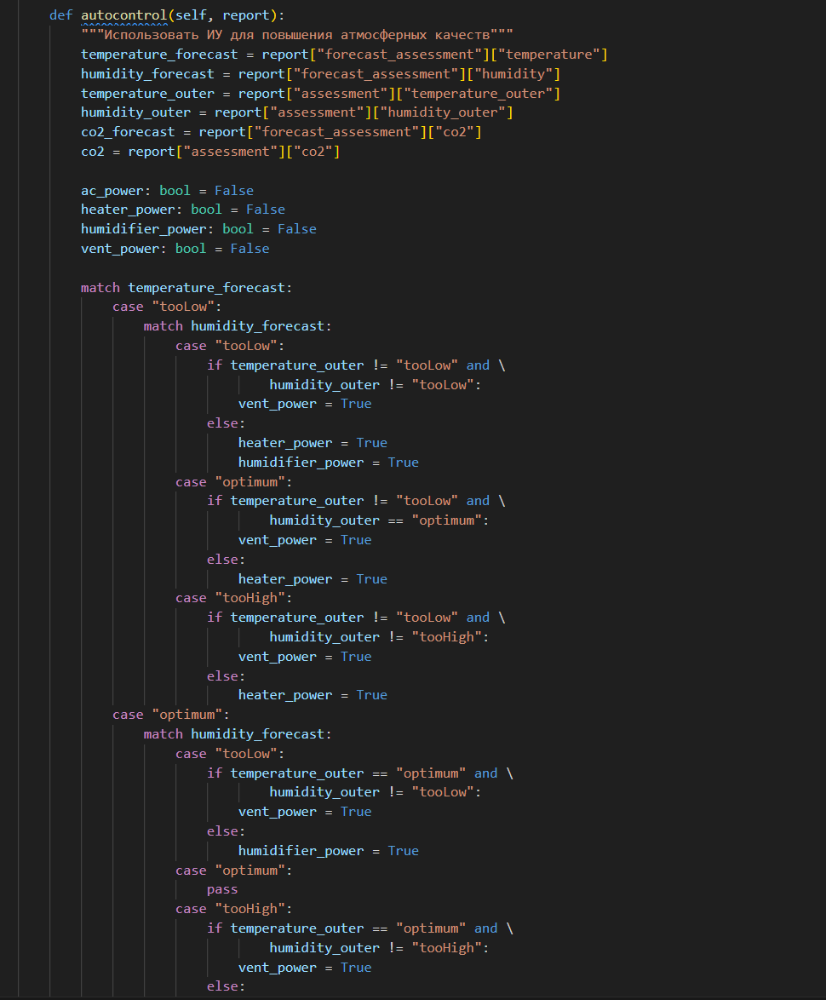 def autocontrol(self, report):
    """Использовать ИУ для повышения атмосферных качеств"""
    temperature_forecast = report["forecast_assessment"]["temperature"]
    humidity_forecast = report["forecast_assessment"]["humidity"]
    temperature_outer = report["assessment"]["temperature_outer"]
    humidity_outer = report["assessment"]["humidity_outer"]
    co2_forecast = report["forecast_assessment"]["co2"]
    co2 = report["assessment"]["co2"]

    ac_power: bool = False
    heater_power: bool = False
    humidifier_power: bool = False
    vent_power: bool = False

    match temperature_forecast:
        case "tooLow":
            match humidity_forecast:
                case "tooLow":
                    if temperature_outer != "tooLow" and \
                            humidity_outer != "tooLow":
                        vent_power = True
                    else:
                        heater_power = True
                        humidifier_power = True
                case "optimum":
                    if temperature_outer != "tooLow" and \
                            humidity_outer == "optimum":
                        vent_power = True
                    else:
                        heater_power = True
                case "tooHigh":
                    if temperature_outer != "tooLow" and \
                            humidity_outer != "tooHigh":
                        vent_power = True
                    else:
                        heater_power = True
        case "optimum":
            match humidity_forecast:
                case "tooLow":
                    if temperature_outer == "optimum" and \
                            humidity_outer != "tooLow":
                        vent_power = True
                    else:
                        humidifier_power = True
                case "optimum":
                    pass
                case "tooHigh":
                    if temperature_outer == "optimum" and \
                            humidity_outer != "tooHigh":
                        vent_power = True
                    else: